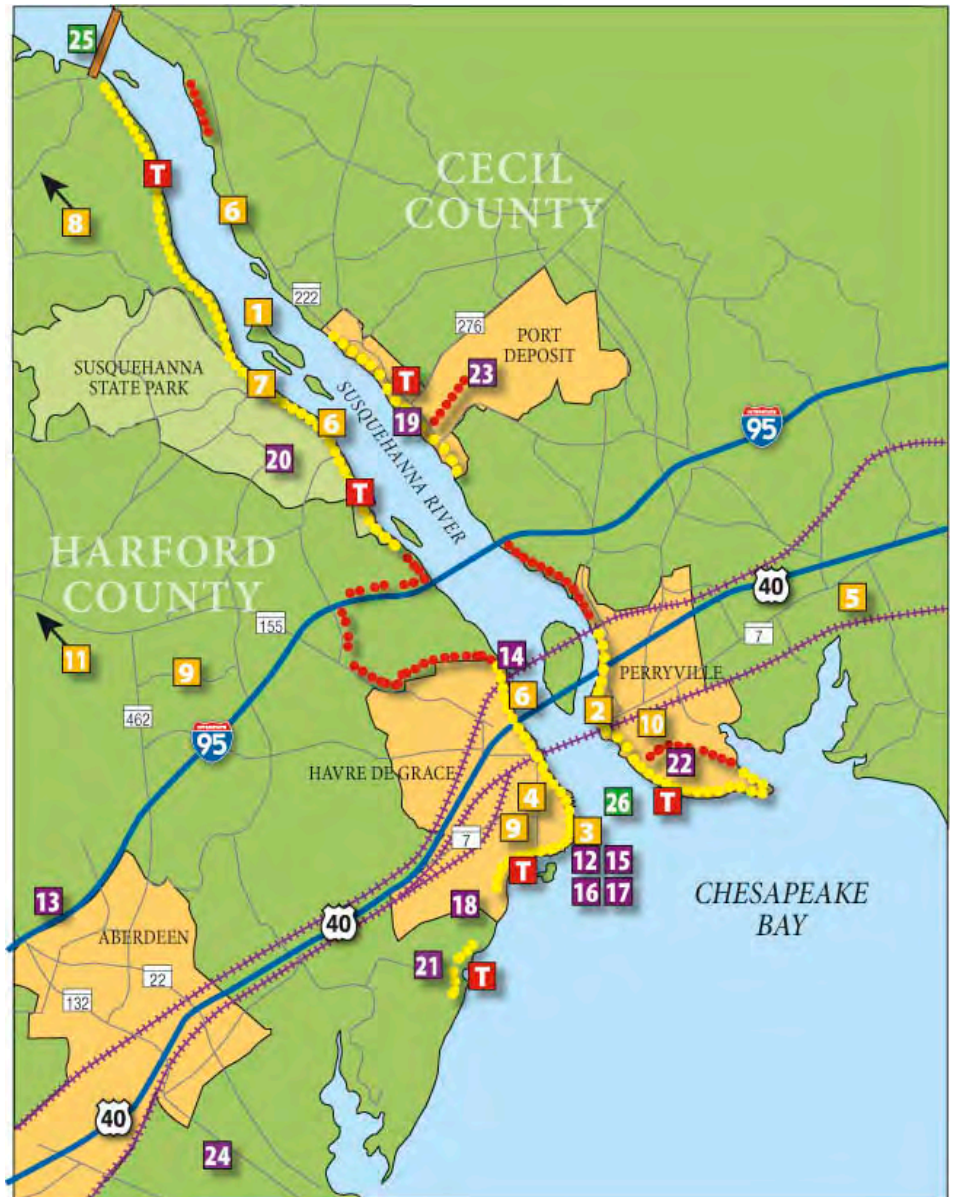 25
T
CECIL
COUNTY
6
8
222
1
276
PORT
DEPOSIT
SUSQUEHANNA
STATE PARK
T
23
7
SUSQUEHANNA RIVER
19
6
95
20
T
HARFORD
COUNTY
40
5
155
7
11
14
9
6
PERRYVILLE
2
462
10
95
22
HAVRE DE GRACE
4
26
T
9
3
7
12
15
T
16
17
13
18
CHESAPEAKE
BAY
40
ABERDEEN
21
T
22
132
40
24